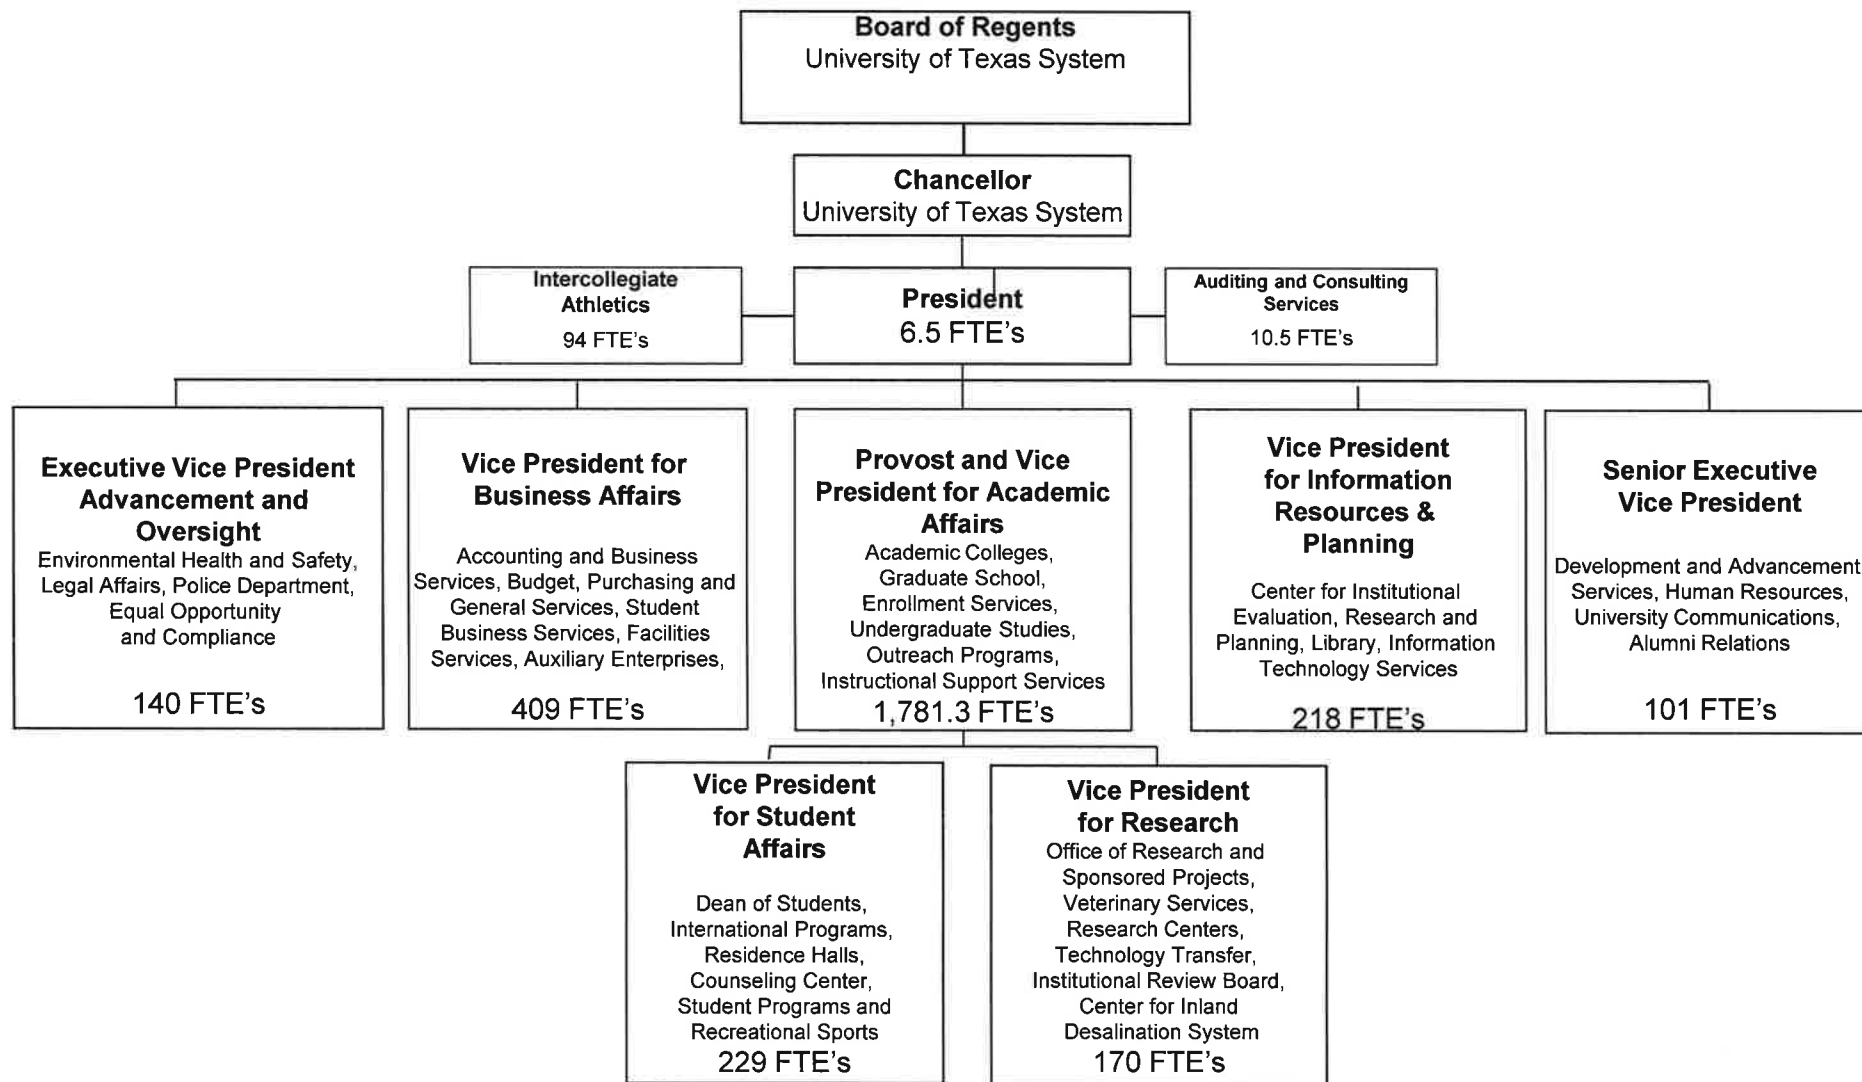 Board of Regents
University of Texas System
Chancellor
University of Texas System
Intercollegiate
Athletics
94 FTE's
President
6.5 FTE's
Auditing and Consulting
Services
10.5 FTE's
Executive Vice President
Advancement and
Oversight
Environmental Health and Safety,
Legal Affairs, Police Department,
Equal Opportunity
and Compliance
140 FTE's
Vice President for
Business Affairs
Accounting and Business
Services, Budget, Purchasing and
General Services, Student
Business Services, Facilities
Services, Auxiliary Enterprises,
409 FTE's
Provost and Vice
President for Academic
Affairs
Academic Colleges,
Graduate School,
Enrollment Services,
Undergraduate Studies,
Outreach Programs,
Instructional Support Services
1,781.3 FTE's
Vice President
for Information
Resources &
Planning
Center for Institutional
Evaluation, Research and
Planning, Library, Information
Technology Services
218 FTE's
Senior Executive
Vice President
Development and Advancement
Services, Human Resources,
University Communications,
Alumni Relations
101 FTE's
Vice President
for Student
Affairs
Dean of Students,
International Programs,
Residence Halls,
Counseling Center,
Student Programs and
Recreational Sports
229 FTE's
Vice President
for Research
Office of Research and
Sponsored Projects,
Veterinary Services,
Research Centers,
Technology Transfer,
Institutional Review Board,
Center for Inland
Desalination System
170 FTE's